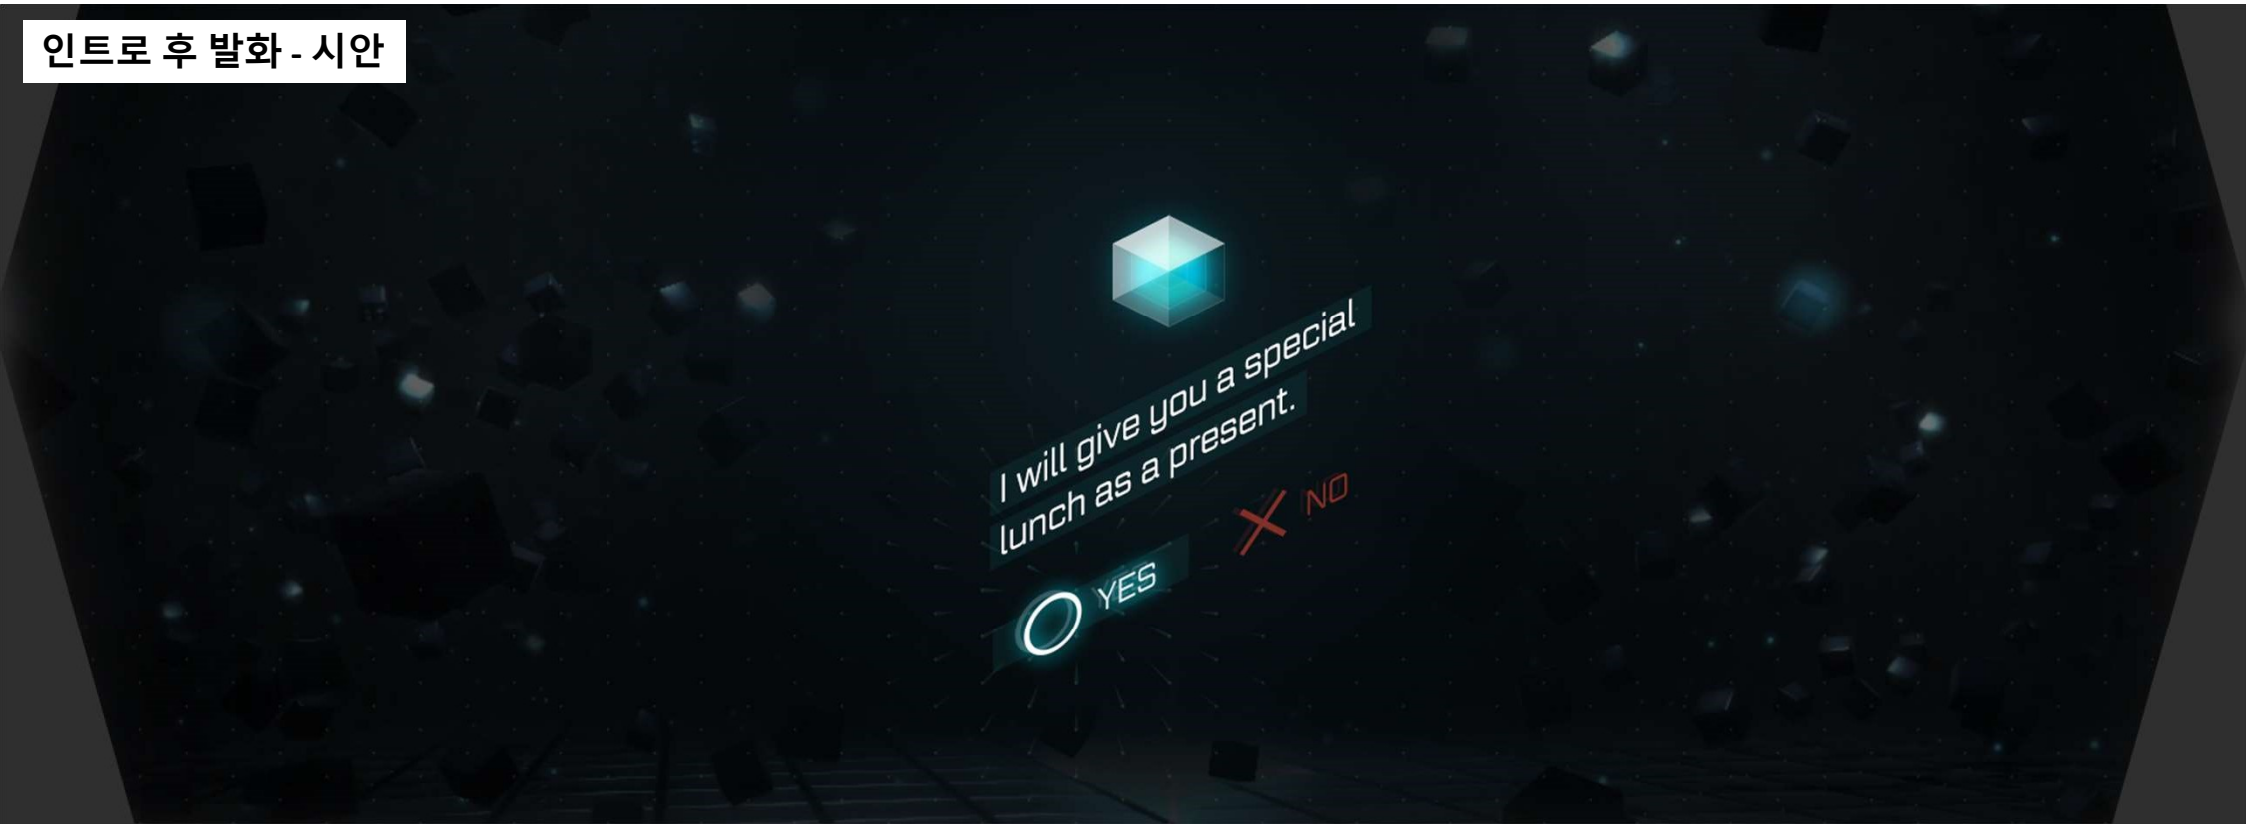 인트로 후 발화 - 시안
I will give you a special
lunch as a present.
YES
NO